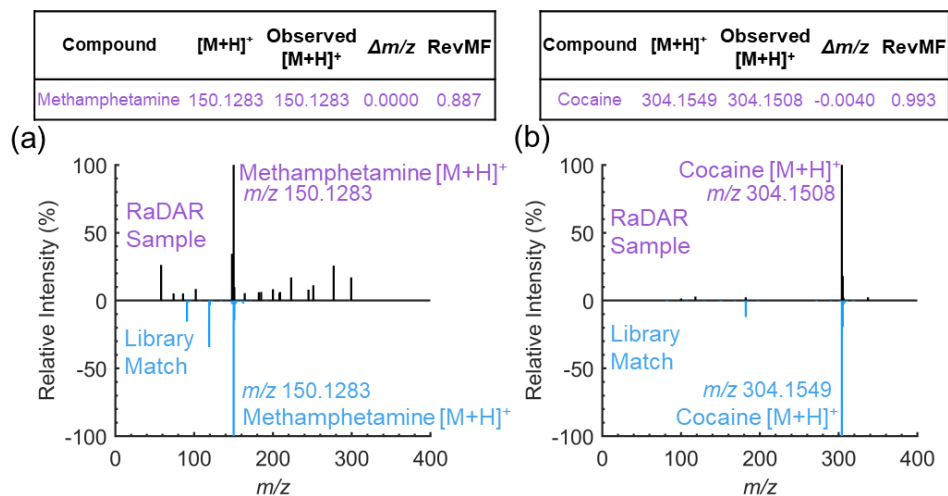 Compound [M+H]⁺ Observed [M+H]⁺ Δm/z RevMF
Methamphetamine 150.1283 150.1283 0.0000 0.887
Compound [M+H]⁺ Observed [M+H]⁺ Δm/z RevMF
Cocaine 304.1549 304.1508 -0.0040 0.993
(a)
Relative Intensity (%)
100
50
0
-50
-100
Methamphetamine [M+H]⁺
m/z 150.1283
RaDAR
Sample
Library
Match
m/z 150.1283
Methamphetamine [M+H]⁺
0 100 200 300 400
m/z
(b)
Relative Intensity (%)
100
50
0
-50
-100
Cocaine [M+H]⁺
m/z 304.1508
RaDAR
Sample
Library
Match
m/z 304.1549
Cocaine [M+H]⁺
0 100 200 300 400
m/z